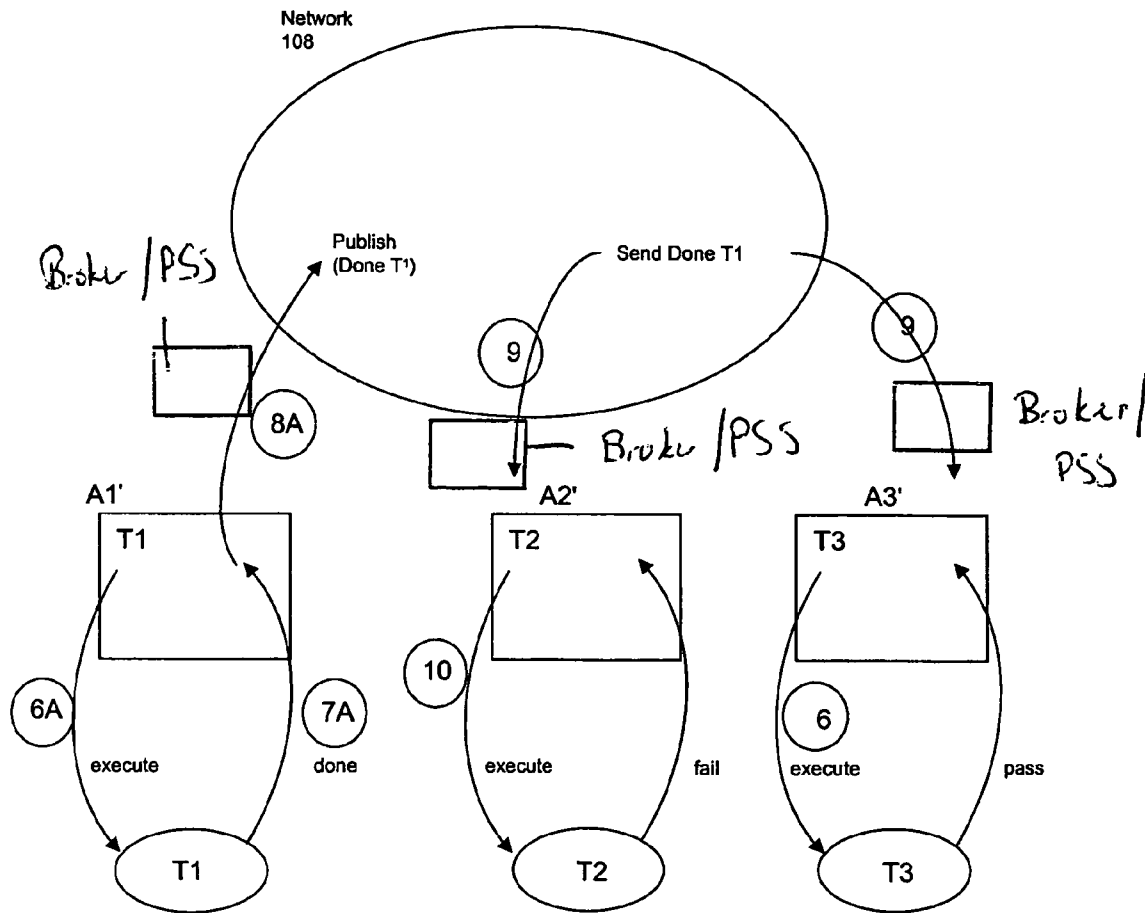 Network
108
Publish
(Done T¹)
Send Done T1
Broker/PSS
9
9
8A
Broker/PSS
Broker/
PSS
A1'
A2'
A3'
T1
T2
T3
10
6A
7A
6
execute
done
execute
fail
execute
pass
T1
T2
T3